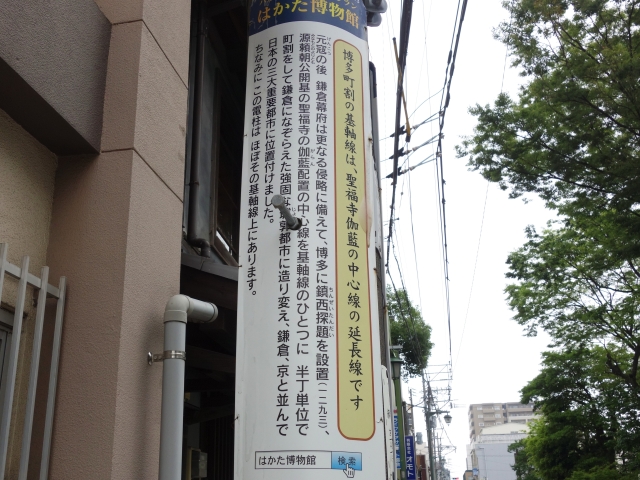 はかた博物館
博多町割の基軸線は、聖福寺伽藍の中心線の延長線です
元寇の後 鎌倉幕府は更なる侵略に備えて、博多に鎮西探題を設置(一二九三)、
源頼朝公開基の聖福寺の伽藍配置の中心線を基軸線のひとつに 半丁単位で
町割をして鎌倉になぞらえた強固な 都市に造り変え、鎌倉、京と並んで
日本の三大重要都市に位置付けました。
ちなみに この電柱は ほぼその基軸線上にあります。
はかた博物館 検索
オモト